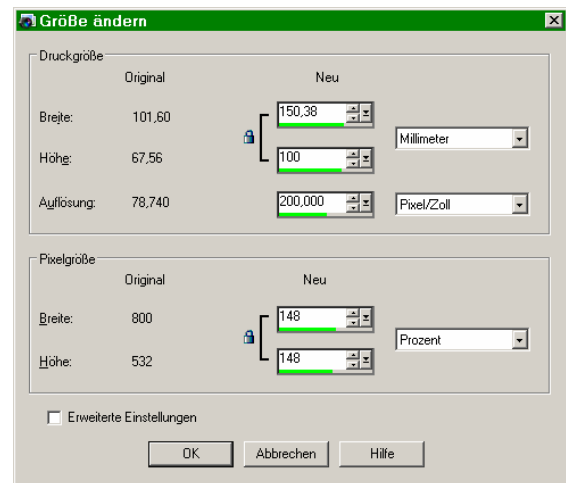 Größe ändern
Druckgröße
Original Neu
Breite: 101,60 150,38
Millimeter
Höhe: 67,56 100
Auflösung: 78,740 200,000 Pixel/Zoll
Pixelgröße
Original Neu
Breite: 800 148
Prozent
Höhe: 532 148
Erweiterte Einstellungen
OK Abbrechen Hilfe